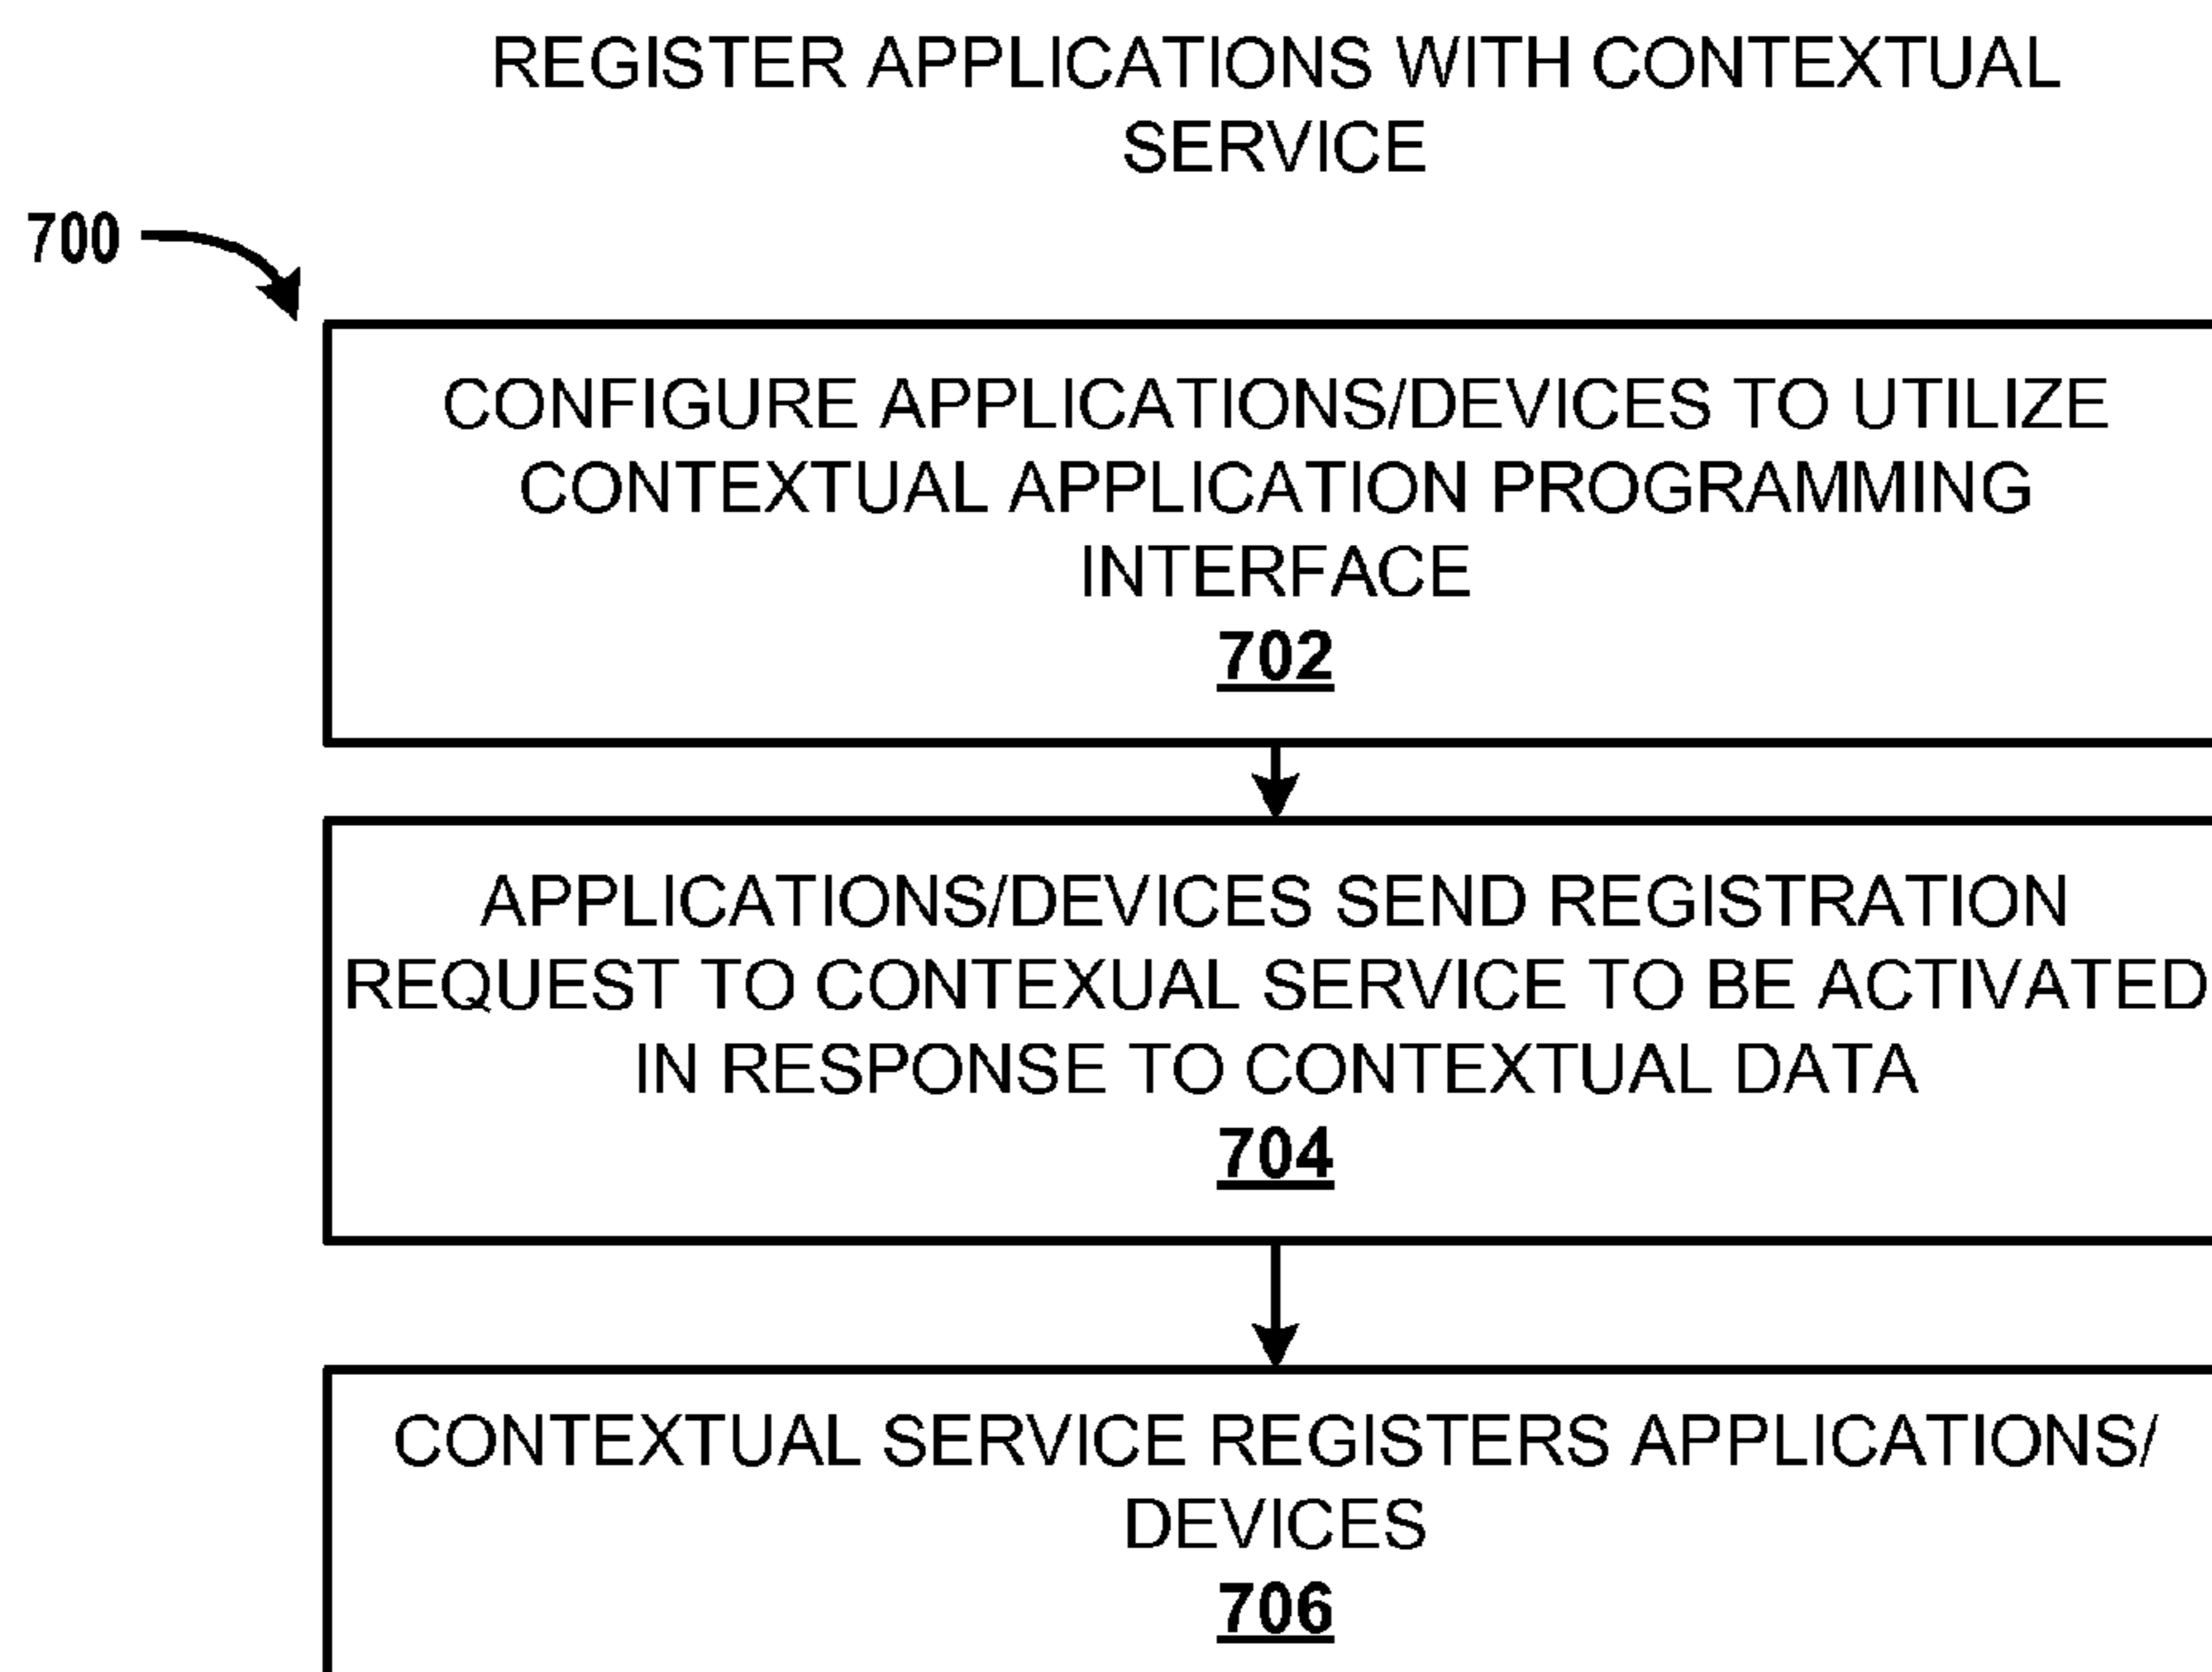 REGISTER APPLICATIONS WITH CONTEXTUAL
SERVICE
700
CONFIGURE APPLICATIONS/DEVICES TO UTILIZE
CONTEXTUAL APPLICATION PROGRAMMING
INTERFACE
702
APPLICATIONS/DEVICES SEND REGISTRATION
REQUEST TO CONTEXUAL SERVICE TO BE ACTIVATED
IN RESPONSE TO CONTEXTUAL DATA
704
CONTEXTUAL SERVICE REGISTERS APPLICATIONS/
DEVICES
706